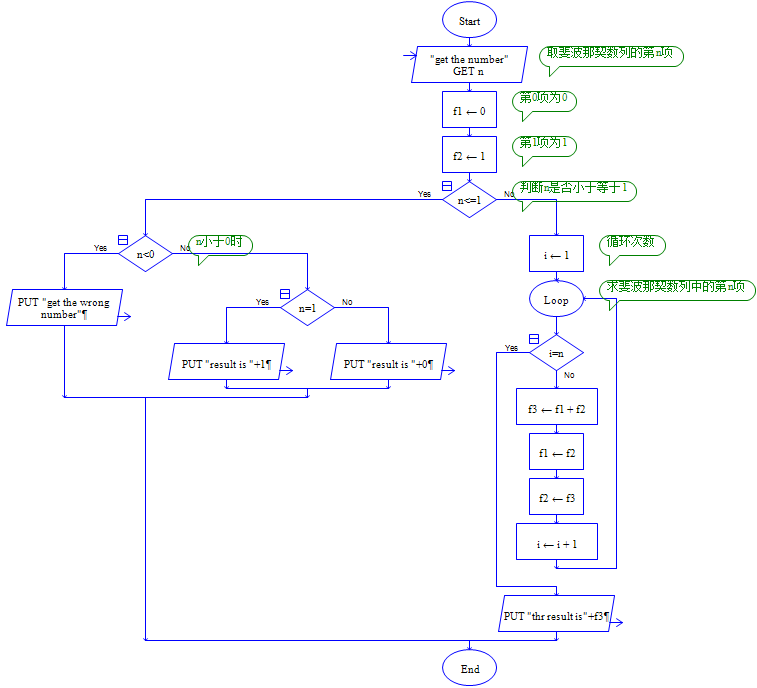 Start
"get the number"
GET n
取斐波那契数列的第n项
f1 ← 0
第0项为0
f2 ← 1
第1项为1
n<=1
Yes
No
判断n是否小于等于1
n<0
Yes
No
n小于0时
i ← 1
循环次数
PUT "get the wrong
number"¶
n=1
Yes
No
Loop
求斐波那契数列中的第n项
PUT "result is "+1¶
PUT "result is "+0¶
i=n
Yes
No
f3 ← f1 + f2
f1 ← f2
f2 ← f3
i ← i + 1
PUT "thr result is"+f3¶
End